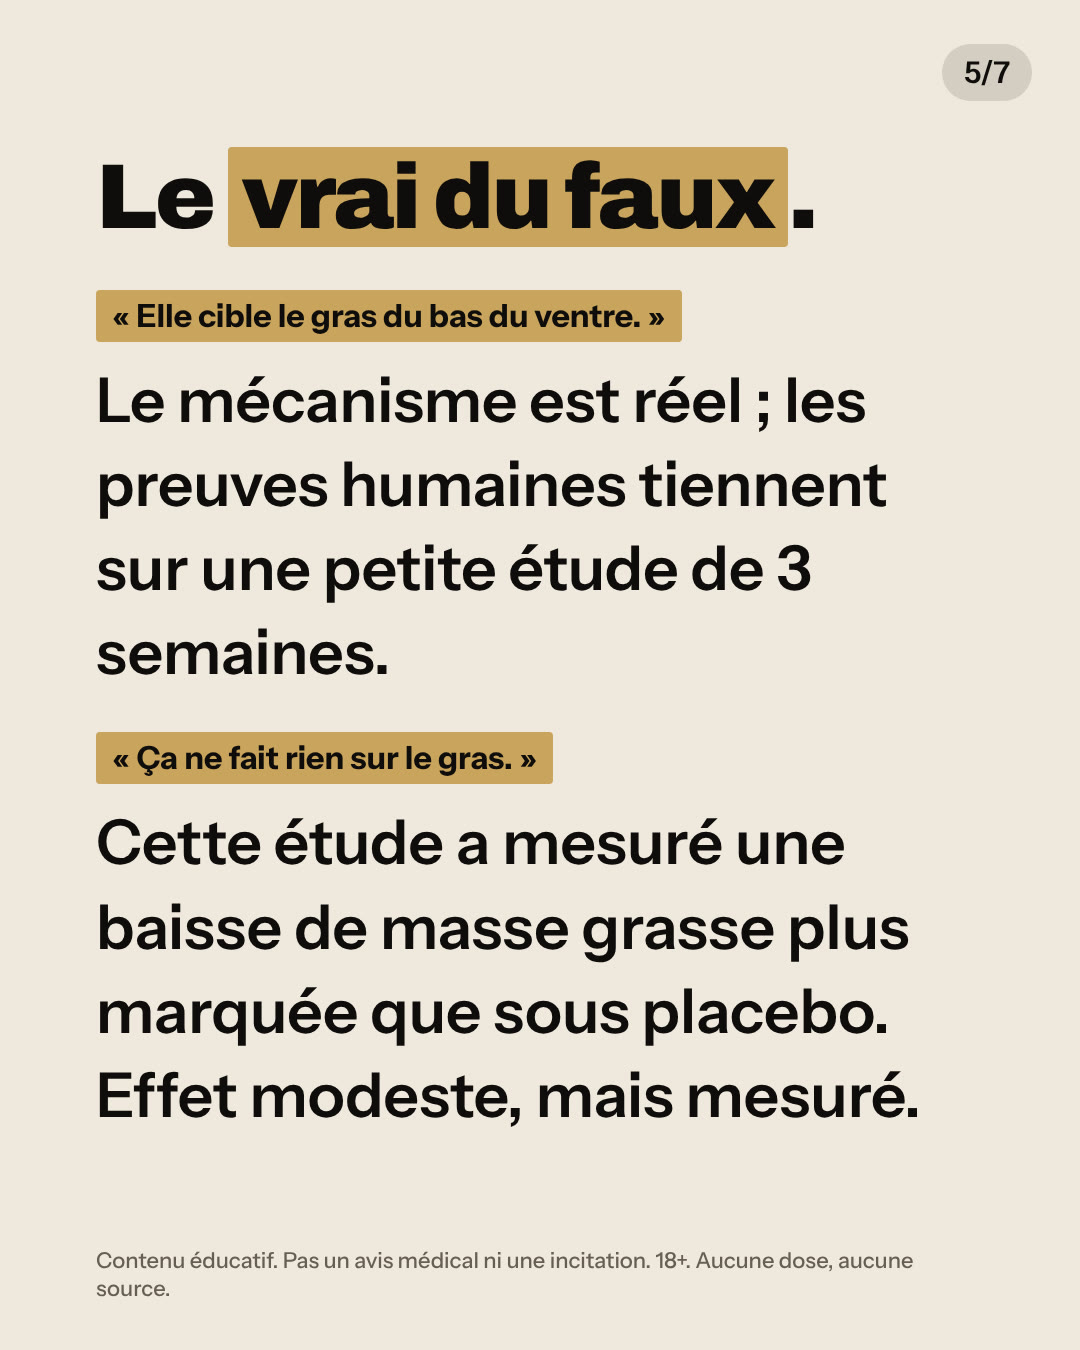 5/7
Le vrai du faux.
« Elle cible le gras du bas du ventre. »
Le mécanisme est réel ; les
preuves humaines tiennent
sur une petite étude de 3
semaines.
« Ça ne fait rien sur le gras. »
Cette étude a mesuré une
baisse de masse grasse plus
marquée que sous placebo.
Effet modeste, mais mesuré.
Contenu éducatif. Pas un avis médical ni une incitation. 18+. Aucune dose, aucune
source.